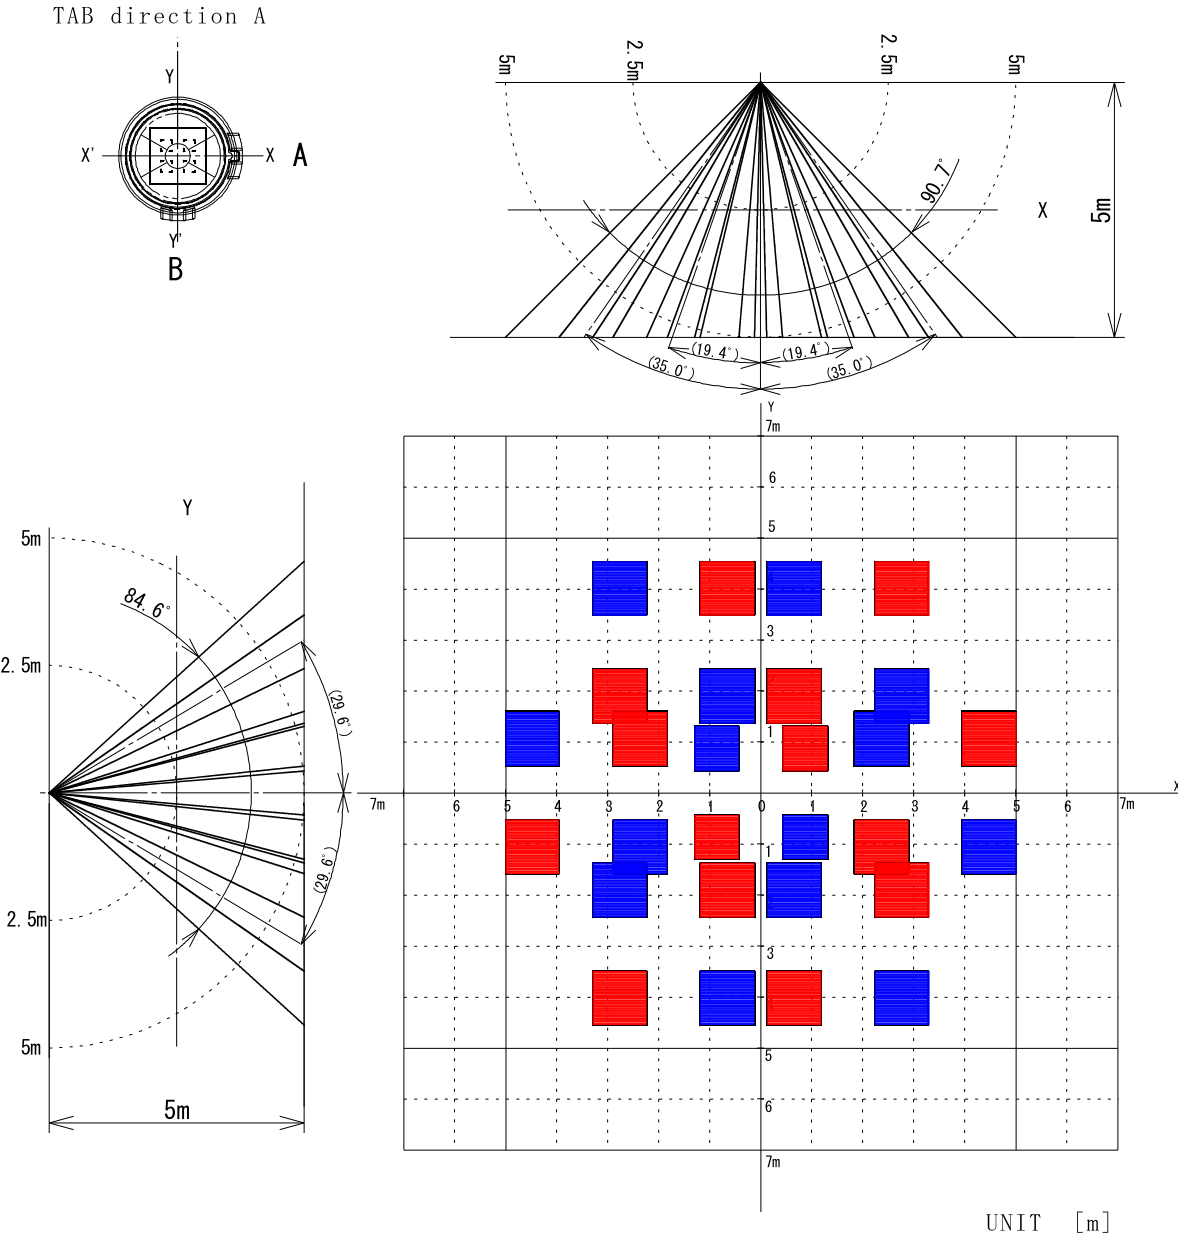 TAB direction A
Y
X'
X
A
Y'
B
5m
2.5m
2.5m
5m
90.7°
X
5m
(19.4°)
(19.4°)
(35.0°)
(35.0°)
Y
5m
84.6°
2.5m
(29.6°)
(29.6°)
2.5m
5m
5m
Y
7m
6
5
3
1
7m
6
5
4
3
2
1
0
1
2
3
4
5
6
7m
X
1
3
5
6
7m
UNIT [m]